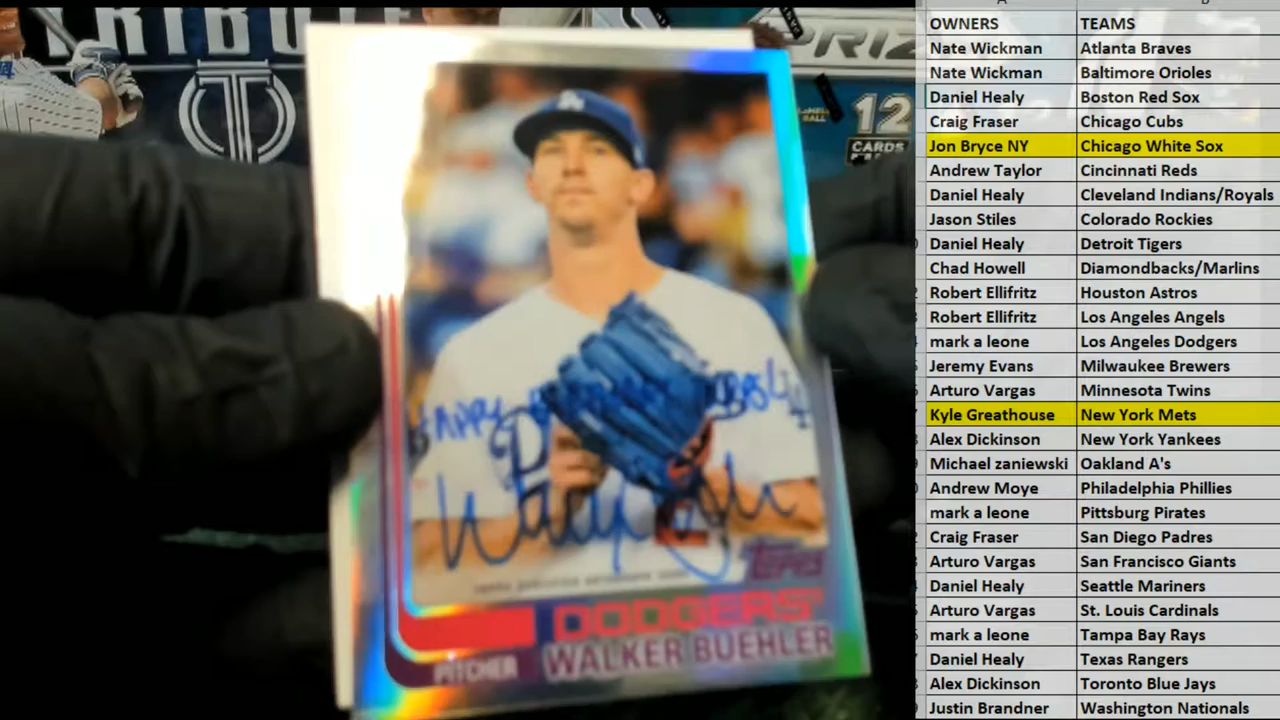 TRIBU
PRIZ
12
CARDS
Topps
DODGERS
PITCHER WALKER BUEHLER
OWNERS TEAMS
Nate Wickman Atlanta Braves
Nate Wickman Baltimore Orioles
Daniel Healy Boston Red Sox
Craig Fraser Chicago Cubs
Jon Bryce NY Chicago White Sox
Andrew Taylor Cincinnati Reds
Daniel Healy Cleveland Indians/Royals
Jason Stiles Colorado Rockies
Daniel Healy Detroit Tigers
Chad Howell Diamondbacks/Marlins
Robert Ellifritz Houston Astros
Robert Ellifritz Los Angeles Angels
mark a leone Los Angeles Dodgers
Jeremy Evans Milwaukee Brewers
Arturo Vargas Minnesota Twins
Kyle Greathouse New York Mets
Alex Dickinson New York Yankees
Michael zaniewski Oakland A's
Andrew Moye Philadelphia Phillies
mark a leone Pittsburg Pirates
Craig Fraser San Diego Padres
Arturo Vargas San Francisco Giants
Daniel Healy Seattle Mariners
Arturo Vargas St. Louis Cardinals
mark a leone Tampa Bay Rays
Daniel Healy Texas Rangers
Alex Dickinson Toronto Blue Jays
Justin Brandner Washington Nationals